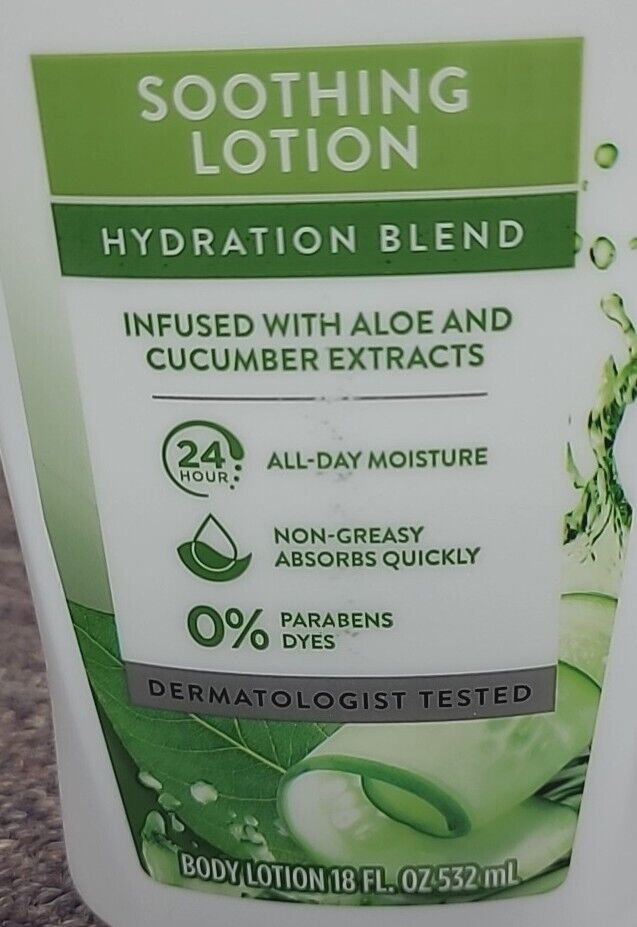 SOOTHING
LOTION
HYDRATION BLEND
INFUSED WITH ALOE AND
CUCUMBER EXTRACTS
24
HOUR
ALL-DAY MOISTURE
NON-GREASY
ABSORBS QUICKLY
0%
PARABENS
DYES
DERMATOLOGIST TESTED
BODY LOTION 18 FL. OZ 532 mL